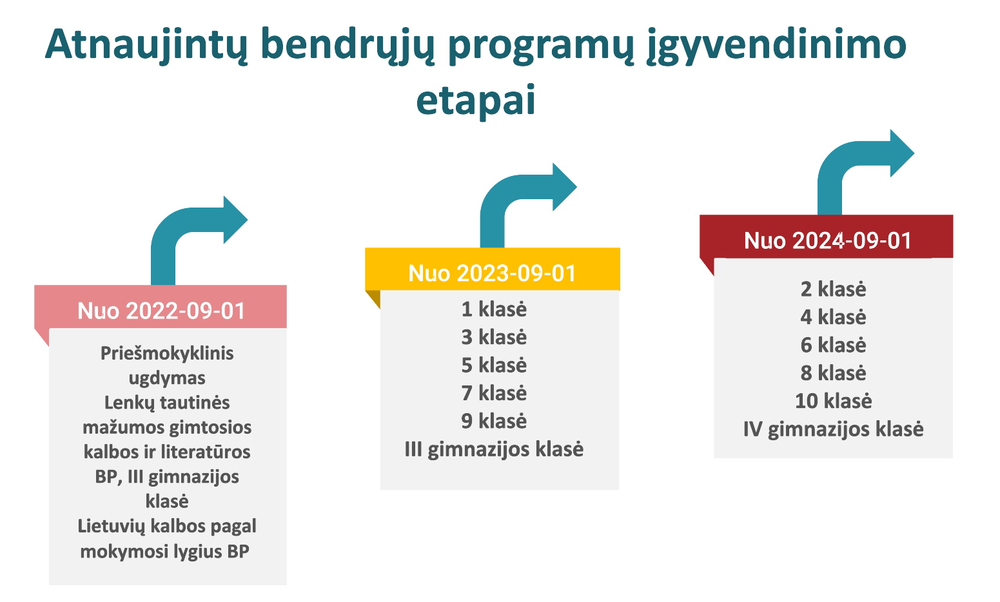 Atnaujintų bendrųjų programų įgyvendinimo
etapai
Nuo 2022-09-01
Priešmokyklinis
ugdymas
Lenkų tautinės
mažumos gimtosios
kalbos ir literatūros
BP, III gimnazijos
klasė
Lietuvių kalbos pagal
mokymosi lygius BP
Nuo 2023-09-01
1 klasė
3 klasė
5 klasė
7 klasė
9 klasė
III gimnazijos klasė
Nuo 2024-09-01
2 klasė
4 klasė
6 klasė
8 klasė
10 klasė
IV gimnazijos klasė